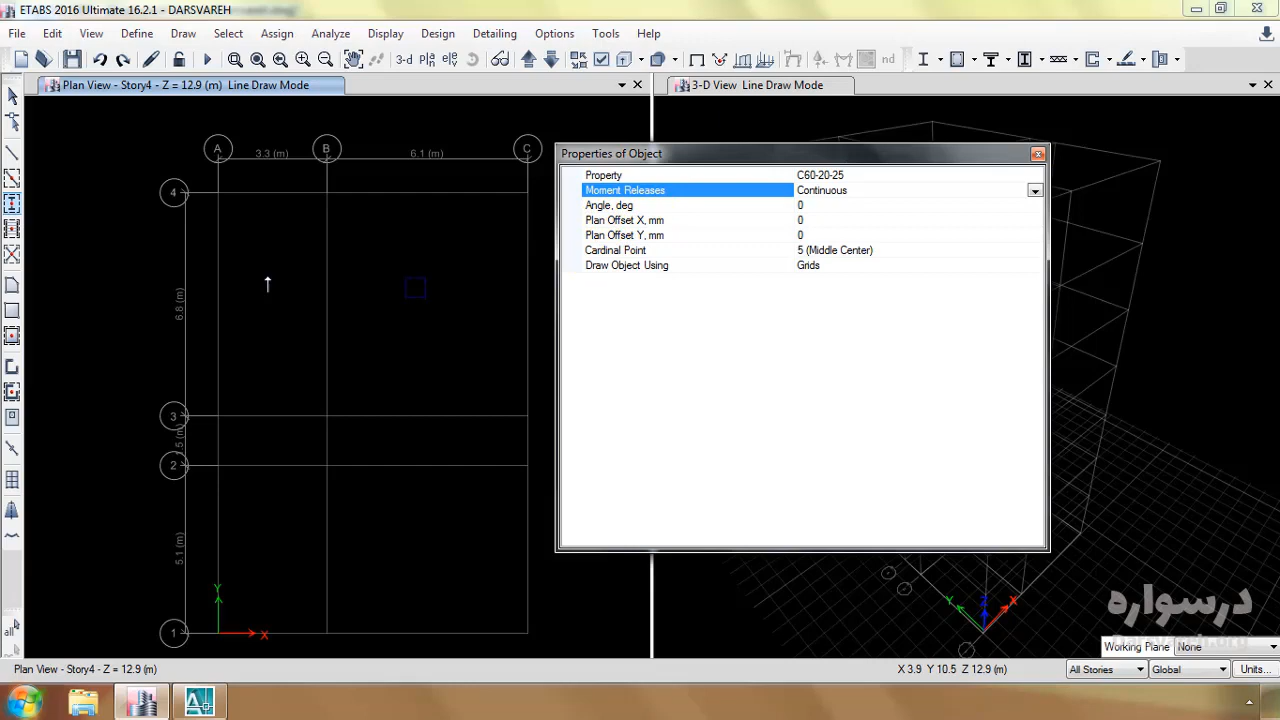 ETABS 2016 Ultimate 16.2.1 - DARSVAREH
File Edit View Define Draw Select Assign Analyze Display Design Detailing Options Tools Help
3-d plả elẻ nd
Plan View - Story4 - Z = 12.9 (m) Line Draw Mode
3-D View Line Draw Mode
A B C
3.3 (m) 6.1 (m)
4
6.8 (m)
3
2
5.1 (m)
1
Y
X
Properties of Object
Property C60-20-25
Moment Releases Continuous
Angle, deg 0
Plan Offset X, mm 0
Plan Offset Y, mm 0
Cardinal Point 5 (Middle Center)
Draw Object Using Grids
Y Z X
درسواره
Working Plane None
all
Plan View - Story4 - Z = 12.9 (m)
X 3.9 Y 10.5 Z 12.9 (m)
All Stories Global Units...